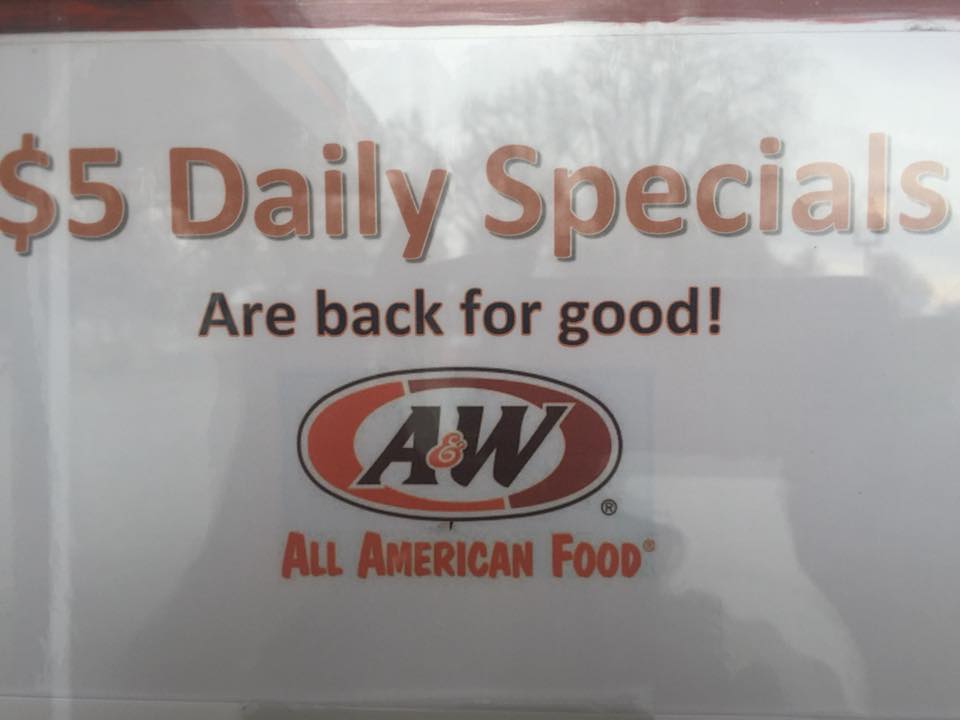 $5 Daily Specials
Are back for good!
A&W®
ALL AMERICAN FOOD®